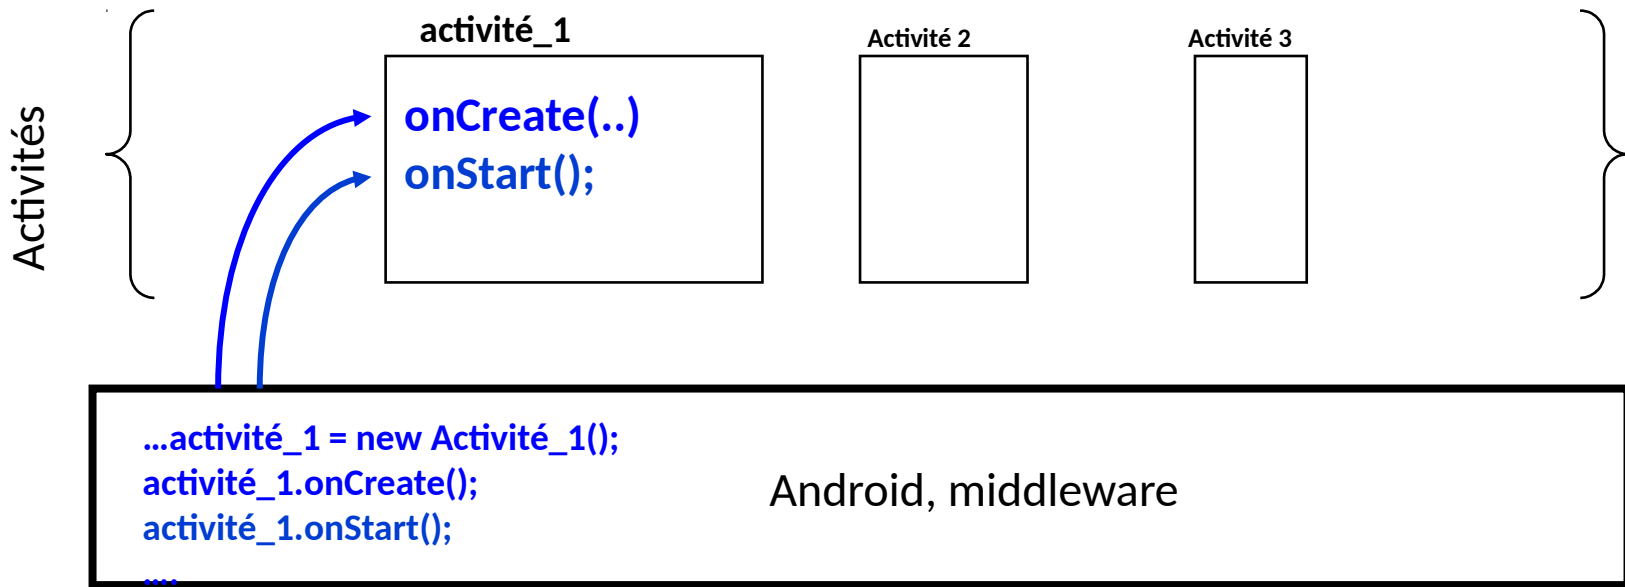 activité_1
Activité 2
Activité 3
Activités
onCreate(..)
onStart();
...activité_1 = new Activité_1();
activité_1.onCreate();
activité_1.onStart();
....
Android, middleware